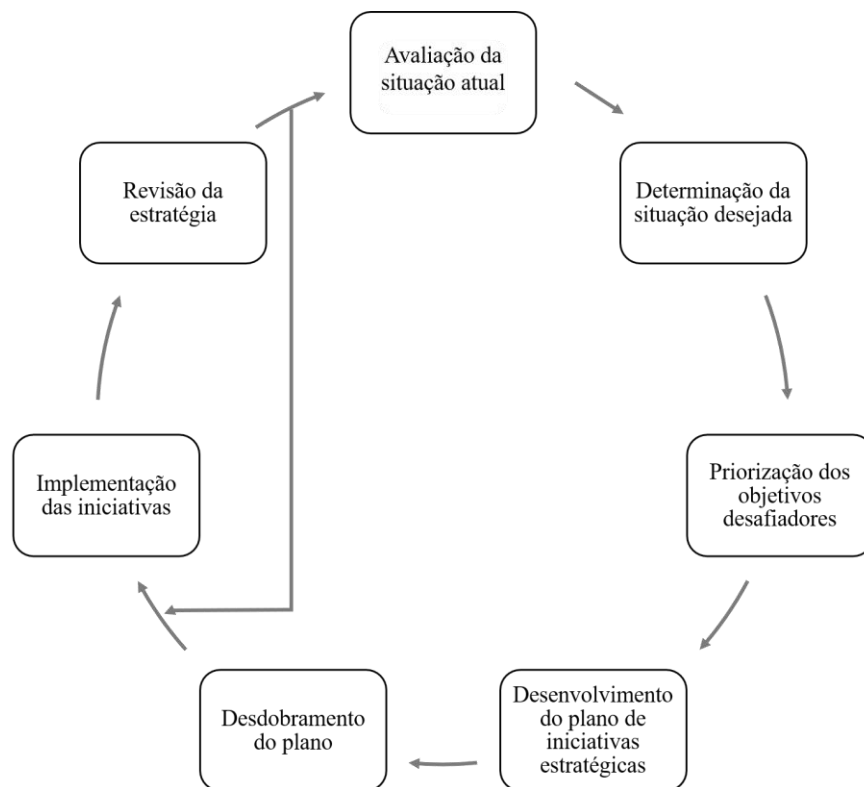 Avaliação da
situação atual
Determinação da
situação desejada
Priorização dos
objetivos
desafiadores
Desenvolvimento
do plano de
iniciativas
estratégicas
Desdobramento
do plano
Implementação
das iniciativas
Revisão da
estratégia